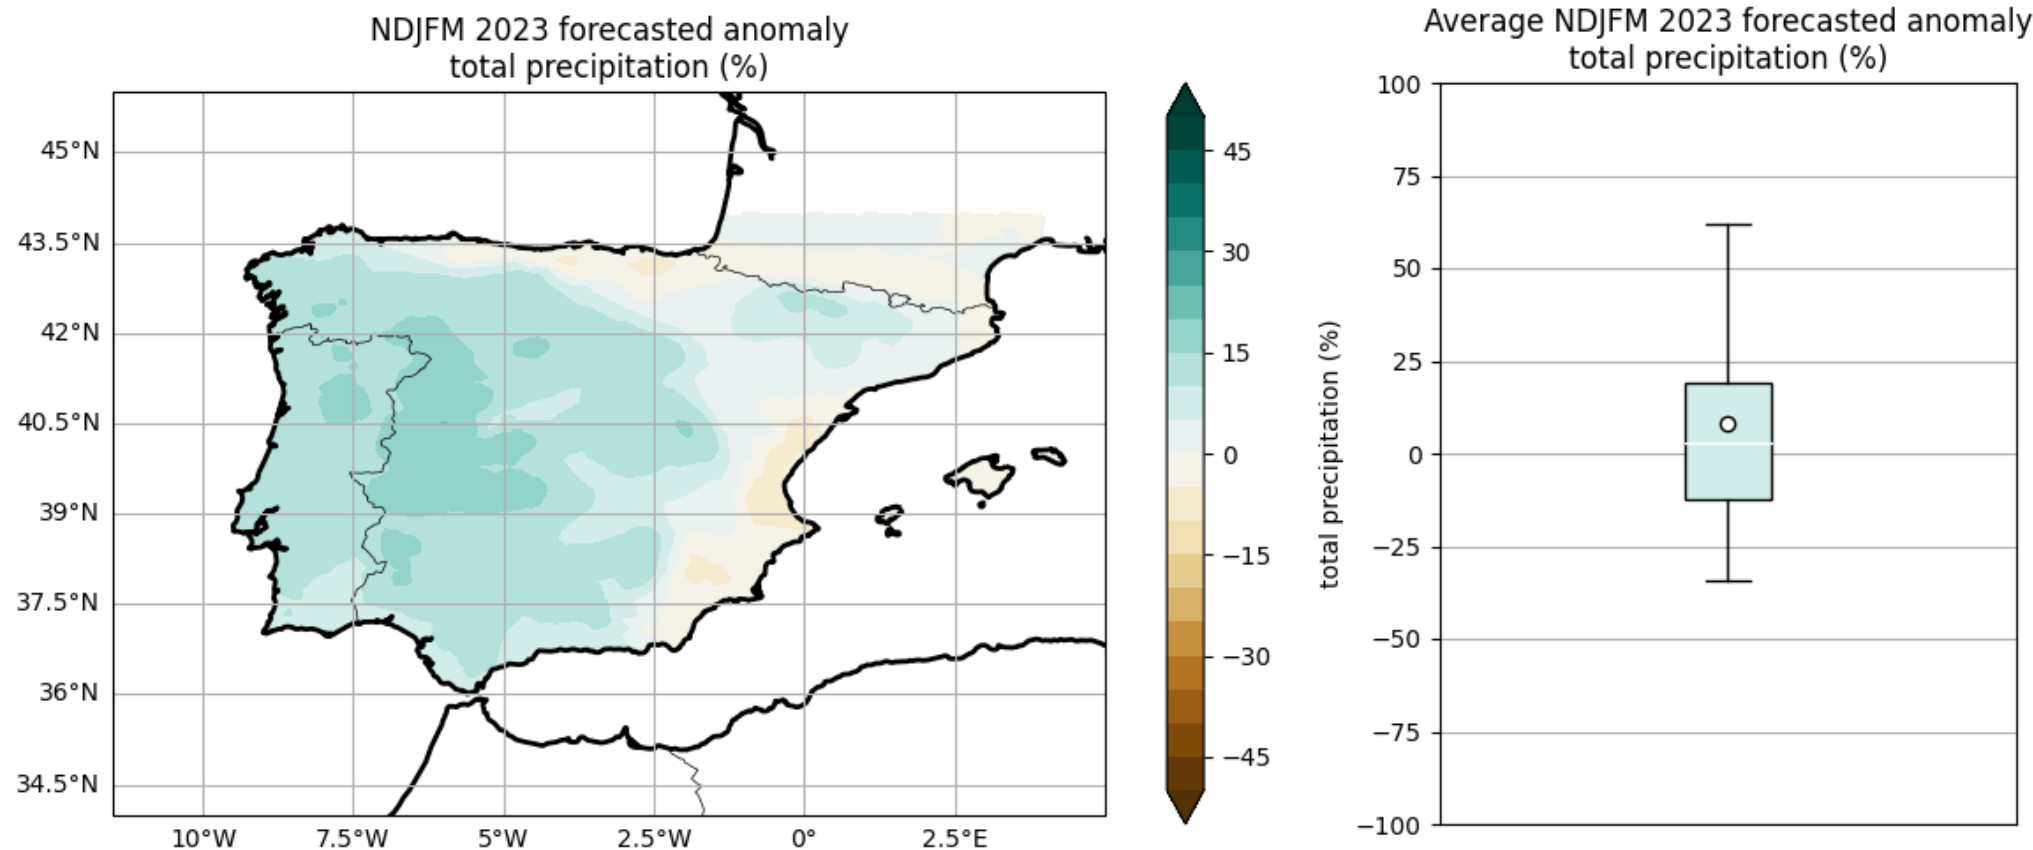 NDJFM 2023 forecasted anomaly
total precipitation (%)
45°N
43.5°N
42°N
40.5°N
39°N
37.5°N
36°N
34.5°N
10°W 7.5°W 5°W 2.5°W 0° 2.5°E
45
30
15
0
−15
−30
−45
total precipitation (%)
Average NDJFM 2023 forecasted anomaly
total precipitation (%)
100
75
50
25
0
−25
−50
−75
−100